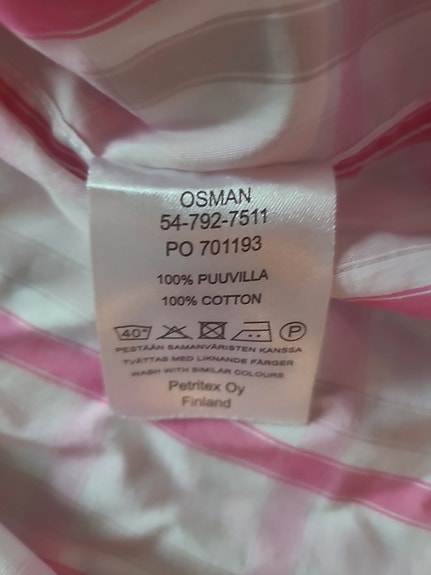 OSMAN
54-792-7511
PO 701193
100% PUUVILLA
100% COTTON
40° P
PESTÄÄN SAMANVÄRISTEN KANSSA
TVÄTTAS MED LIKNANDE FÄRGER
WASH WITH SIMILAR COLOURS
Petritex Oy
Finland